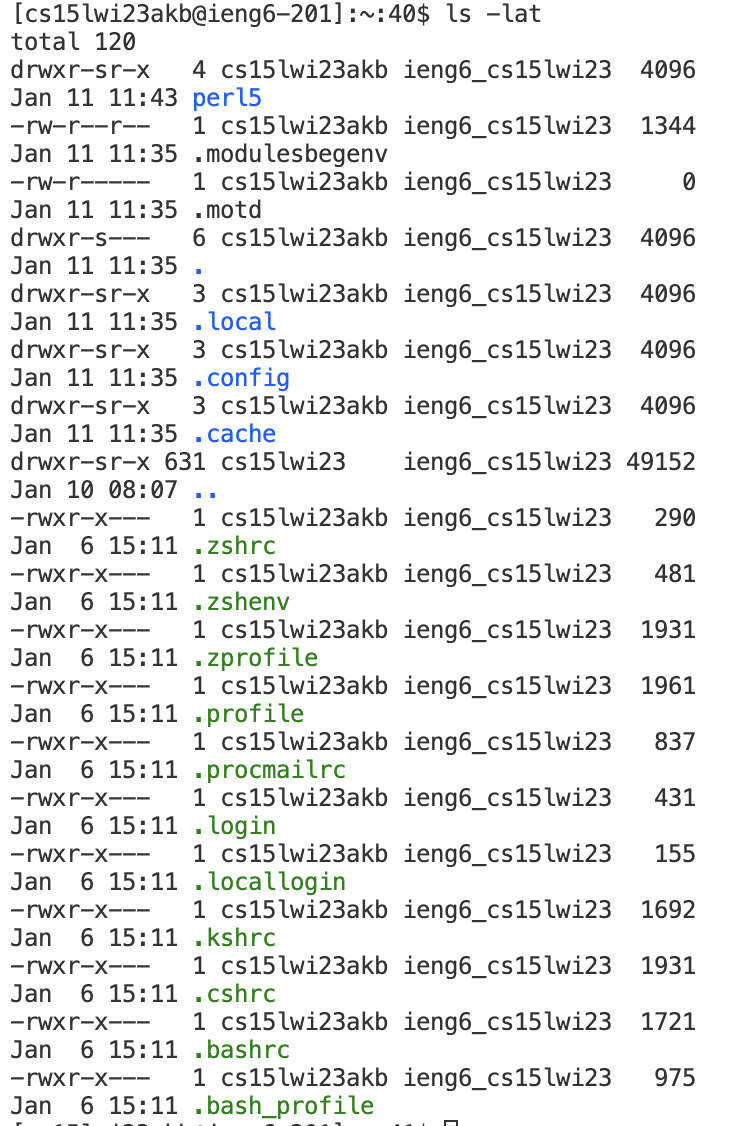 [cs15lwi23akb@ieng6-201]:~:40$ ls -lat
total 120
drwxr-sr-x   4 cs15lwi23akb ieng6_cs15lwi23  4096
Jan 11 11:43 perl5
-rw-r--r--   1 cs15lwi23akb ieng6_cs15lwi23  1344
Jan 11 11:35 .modulesbegenv
-rw-r-----   1 cs15lwi23akb ieng6_cs15lwi23     0
Jan 11 11:35 .motd
drwxr-s---   6 cs15lwi23akb ieng6_cs15lwi23  4096
Jan 11 11:35 .
drwxr-sr-x   3 cs15lwi23akb ieng6_cs15lwi23  4096
Jan 11 11:35 .local
drwxr-sr-x   3 cs15lwi23akb ieng6_cs15lwi23  4096
Jan 11 11:35 .config
drwxr-sr-x   3 cs15lwi23akb ieng6_cs15lwi23  4096
Jan 11 11:35 .cache
drwxr-sr-x 631 cs15lwi23    ieng6_cs15lwi23 49152
Jan 10 08:07 ..
-rwxr-x---   1 cs15lwi23akb ieng6_cs15lwi23   290
Jan  6 15:11 .zshrc
-rwxr-x---   1 cs15lwi23akb ieng6_cs15lwi23   481
Jan  6 15:11 .zshenv
-rwxr-x---   1 cs15lwi23akb ieng6_cs15lwi23  1931
Jan  6 15:11 .zprofile
-rwxr-x---   1 cs15lwi23akb ieng6_cs15lwi23  1961
Jan  6 15:11 .profile
-rwxr-x---   1 cs15lwi23akb ieng6_cs15lwi23   837
Jan  6 15:11 .procmailrc
-rwxr-x---   1 cs15lwi23akb ieng6_cs15lwi23   431
Jan  6 15:11 .login
-rwxr-x---   1 cs15lwi23akb ieng6_cs15lwi23   155
Jan  6 15:11 .locallogin
-rwxr-x---   1 cs15lwi23akb ieng6_cs15lwi23  1692
Jan  6 15:11 .kshrc
-rwxr-x---   1 cs15lwi23akb ieng6_cs15lwi23  1931
Jan  6 15:11 .cshrc
-rwxr-x---   1 cs15lwi23akb ieng6_cs15lwi23  1721
Jan  6 15:11 .bashrc
-rwxr-x---   1 cs15lwi23akb ieng6_cs15lwi23   975
Jan  6 15:11 .bash_profile